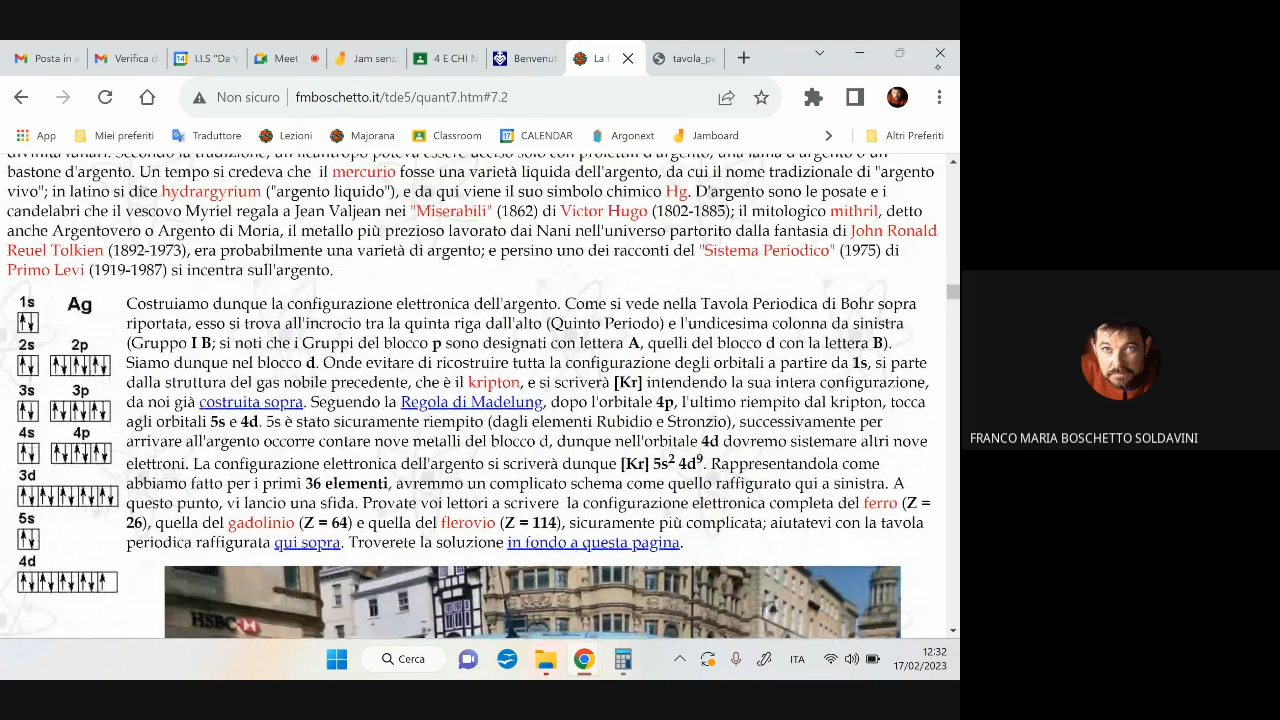 Posta in a
Verifica d
I.I.S "Da V
Meet
Jam senz
4 E CHI N
Benvenut
La f
tavola_pe
Non sicuro
fmboschetto.it/tde5/quant7.htm#7.2
App
Miei preferiti
Traduttore
Lezioni
Majorana
Classroom
CALENDAR
Argonext
Jamboard
Altri Preferiti
bastone d'argento. Un tempo si credeva che il mercurio fosse una varietà liquida dell'argento, da cui il nome tradizionale di "argento
vivo"; in latino si dice hydrargyrium ("argento liquido"), e da qui viene il suo simbolo chimico Hg. D'argento sono le posate e i
candelabri che il vescovo Myriel regala a Jean Valjean nei "Miserabili" (1862) di Victor Hugo (1802-1885); il mitologico mithril, detto
anche Argentovero o Argento di Moria, il metallo più prezioso lavorato dai Nani nell'universo partorito dalla fantasia di John Ronald
Reuel Tolkien (1892-1973), era probabilmente una varietà di argento; e persino uno dei racconti del "Sistema Periodico" (1975) di
Primo Levi (1919-1987) si incentra sull'argento.
1s Ag
2s 2p
3s 3p
4s 4p
3d
5s
4d
Costruiamo dunque la configurazione elettronica dell'argento. Come si vede nella Tavola Periodica di Bohr sopra
riportata, esso si trova all'incrocio tra la quinta riga dall'alto (Quinto Periodo) e l'undicesima colonna da sinistra
(Gruppo I B; si noti che i Gruppi del blocco p sono designati con lettera A, quelli del blocco d con la lettera B).
Siamo dunque nel blocco d. Onde evitare di ricostruire tutta la configurazione degli orbitali a partire da 1s, si parte
dalla struttura del gas nobile precedente, che è il kripton, e si scriverà [Kr] intendendo la sua intera configurazione,
da noi già costruita sopra. Seguendo la Regola di Madelung, dopo l'orbitale 4p, l'ultimo riempito dal kripton, tocca
agli orbitali 5s e 4d. 5s è stato sicuramente riempito (dagli elementi Rubidio e Stronzio), successivamente per
arrivare all'argento occorre contare nove metalli del blocco d, dunque nell'orbitale 4d dovremo sistemare altri nove
elettroni. La configurazione elettronica dell'argento si scriverà dunque [Kr] 5s² 4d⁹. Rappresentandola come
abbiamo fatto per i primi 36 elementi, avremmo un complicato schema come quello raffigurato qui a sinistra. A
questo punto, vi lancio una sfida. Provate voi lettori a scrivere la configurazione elettronica completa del ferro (Z =
26), quella del gadolinio (Z = 64) e quella del flerovio (Z = 114), sicuramente più complicata; aiutatevi con la tavola
periodica raffigurata qui sopra. Troverete la soluzione in fondo a questa pagina.
HSBC
Cerca
ITA
12:32
17/02/2023
FRANCO MARIA BOSCHETTO SOLDAVINI